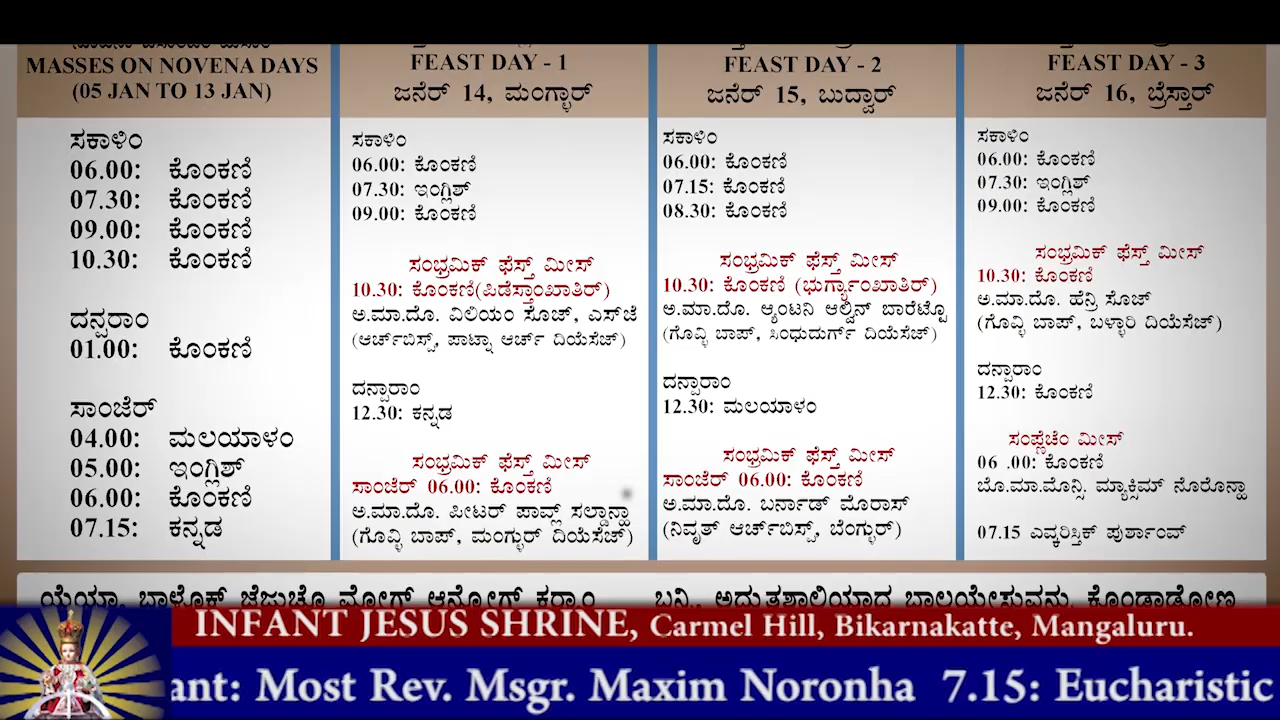 MASSES ON NOVENA DAYS
(05 JAN TO 13 JAN)
ಸಕಾಳಿಂ
06.00: ಕೊಂಕಣಿ
07.30: ಕೊಂಕಣಿ
09.00: ಕೊಂಕಣಿ
10.30: ಕೊಂಕಣಿ
ದನ್ಪರಾಂ
01.00: ಕೊಂಕಣಿ
ಸಾಂಜೆರ್
04.00: ಮಲಯಾಳಂ
05.00: ಇಂಗ್ಲಿಶ್
06.00: ಕೊಂಕಣಿ
07.15: ಕನ್ನಡ
FEAST DAY - 1
ಜನೆರ್ 14, ಮಂಗ್ಳಾರ್
ಸಕಾಳಿಂ
06.00: ಕೊಂಕಣಿ
07.30: ಇಂಗ್ಲಿಶ್
09.00: ಕೊಂಕಣಿ
ಸಂಭ್ರಮಿಕ್ ಫೆಸ್ತ್ ಮೀಸ್
10.30: ಕೊಂಕಣಿ(ಪಿಡೆಸ್ತಾಂಖಾತಿರ್)
ಅ.ಮಾ.ದೊ. ವಿಲಿಯಂ ಸೊಜ್, ಎಸ್‌ಜೆ
(ಆರ್ಚ್‌ಬಿಸ್ಪ್, ಪಾಟ್ನಾ ಆರ್ಚ್ ದಿಯೆಸೆಜ್)
ದನ್ಪಾರಾಂ
12.30: ಕನ್ನಡ
ಸಂಭ್ರಮಿಕ್ ಫೆಸ್ತ್ ಮೀಸ್
ಸಾಂಜೆರ್ 06.00: ಕೊಂಕಣಿ
ಅ.ಮಾ.ದೊ. ಪೀಟರ್ ಪಾವ್ಲ್ ಸಲ್ಡಾನ್ಹಾ
(ಗೊವ್ಳಿ ಬಾಪ್, ಮಂಗ್ಳುರ್ ದಿಯೆಸೆಜ್)
FEAST DAY - 2
ಜನೆರ್ 15, ಬುದ್ವಾರ್
ಸಕಾಳಿಂ
06.00: ಕೊಂಕಣಿ
07.15: ಕೊಂಕಣಿ
08.30: ಕೊಂಕಣಿ
ಸಂಭ್ರಮಿಕ್ ಫೆಸ್ತ್ ಮೀಸ್
10.30: ಕೊಂಕಣಿ (ಭುರ್ಗ್ಯಾಂಖಾತಿರ್)
ಅ.ಮಾ.ದೊ. ಆ್ಯಂಟನಿ ಆಲ್ವಿನ್ ಬಾರೆಟ್ಟೊ
(ಗೊವ್ಳಿ ಬಾಪ್, ಸಿಂಧುದುರ್ಗ್ ದಿಯೆಸೆಜ್)
ದನ್ಪಾರಾಂ
12.30: ಮಲಯಾಳಂ
ಸಂಭ್ರಮಿಕ್ ಫೆಸ್ತ್ ಮೀಸ್
ಸಾಂಜೆರ್ 06.00: ಕೊಂಕಣಿ
ಅ.ಮಾ.ದೊ. ಬರ್ನಾಡ್ ಮೊರಾಸ್
(ನಿವೃತ್ ಆರ್ಚ್‌ಬಿಸ್ಪ್, ಬೆಂಗ್ಳುರ್)
FEAST DAY - 3
ಜನೆರ್ 16, ಬ್ರೆಸ್ತಾರ್
ಸಕಾಳಿಂ
06.00: ಕೊಂಕಣಿ
07.30: ಇಂಗ್ಲಿಶ್
09.00: ಕೊಂಕಣಿ
ಸಂಭ್ರಮಿಕ್ ಫೆಸ್ತ್ ಮೀಸ್
10.30: ಕೊಂಕಣಿ
ಅ.ಮಾ.ದೊ. ಹೆನ್ರಿ ಸೊಜ್
(ಗೊವ್ಳಿ ಬಾಪ್, ಬಳ್ಳಾರಿ ದಿಯೆಸೆಜ್)
ದನ್ಪಾರಾಂ
12.30: ಕೊಂಕಣಿ
ಸಂಪ್ಣೆಚೆಂ ಮೀಸ್
06 .00: ಕೊಂಕಣಿ
ಬೊ.ಮಾ.ಮೊನ್ಸಿ. ಮ್ಯಾಕ್ಸಿಮ್ ನೊರೊನ್ಹಾ
07.15 ಎವ್ಕರಿಸ್ತಿಕ್ ಪುರ್ಶಾಂವ್
INFANT JESUS SHRINE, Carmel Hill, Bikarnakatte, Mangaluru.
ant: Most Rev. Msgr. Maxim Noronha 7.15: Eucharistic